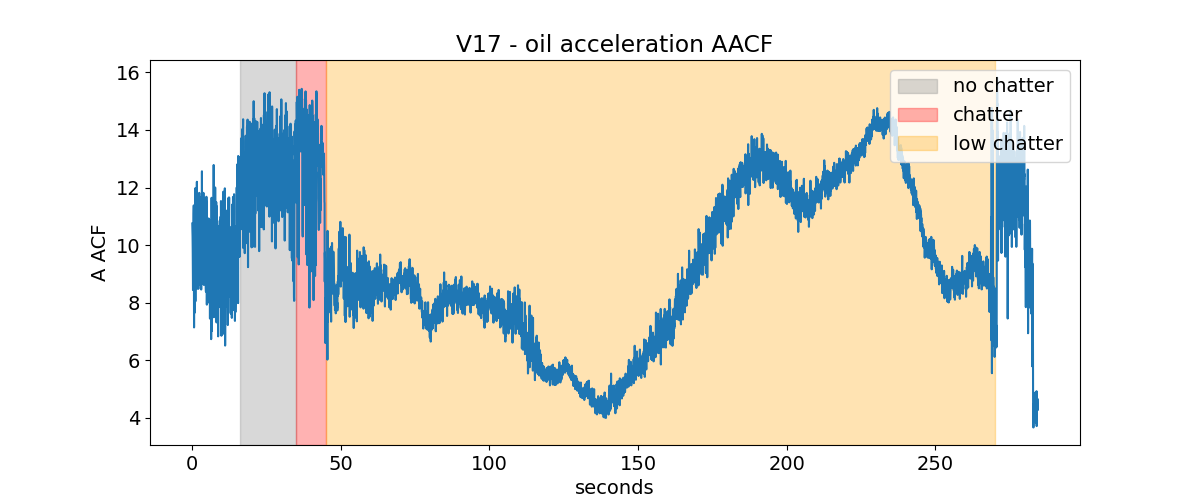 V17 - oil acceleration AACF
16
14
12
10
8
6
4
A ACF
no chatter
chatter
low chatter
0 50 100 150 200 250
seconds